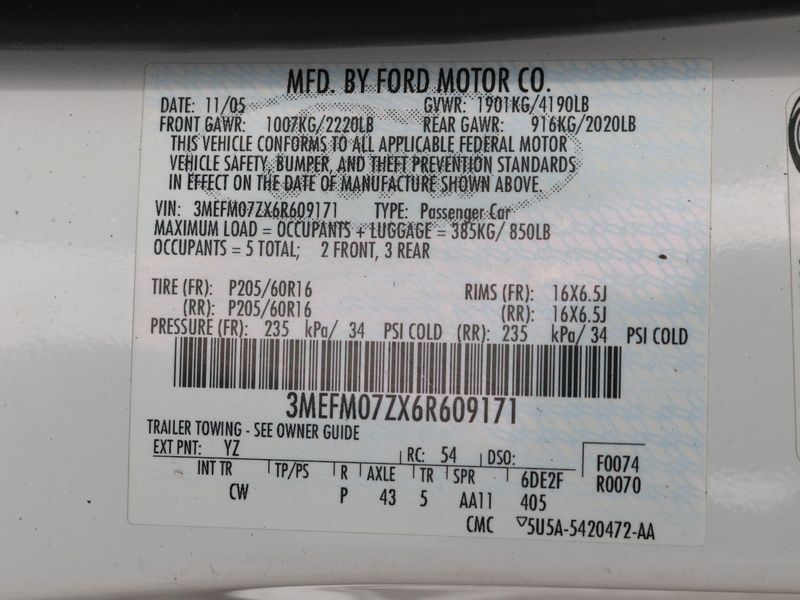 MFD. BY FORD MOTOR CO.
DATE: 11/05 GVWR: 1901KG/4190LB
FRONT GAWR: 1007KG/2220LB REAR GAWR: 916KG/2020LB
THIS VEHICLE CONFORMS TO ALL APPLICABLE FEDERAL MOTOR
VEHICLE SAFETY, BUMPER, AND THEFT PREVENTION STANDARDS
IN EFFECT ON THE DATE OF MANUFACTURE SHOWN ABOVE.
VIN: 3MEFM07ZX6R609171 TYPE: Passenger Car
MAXIMUM LOAD = OCCUPANTS + LUGGAGE = 385KG/ 850LB
OCCUPANTS = 5 TOTAL; 2 FRONT, 3 REAR
TIRE (FR): P205/60R16 RIMS (FR): 16X6.5J
(RR): P205/60R16 (RR): 16X6.5J
PRESSURE (FR): 235 kPa/ 34 PSI COLD (RR): 235 kPa/ 34 PSI COLD
3MEFM07ZX6R609171
TRAILER TOWING - SEE OWNER GUIDE
EXT PNT: YZ RC: 54 DSO: F0074
INT TR TP/PS R AXLE TR SPR 6DE2F R0070
CW P 43 5 AA11 405
CMC ▽5U5A-5420472-AA